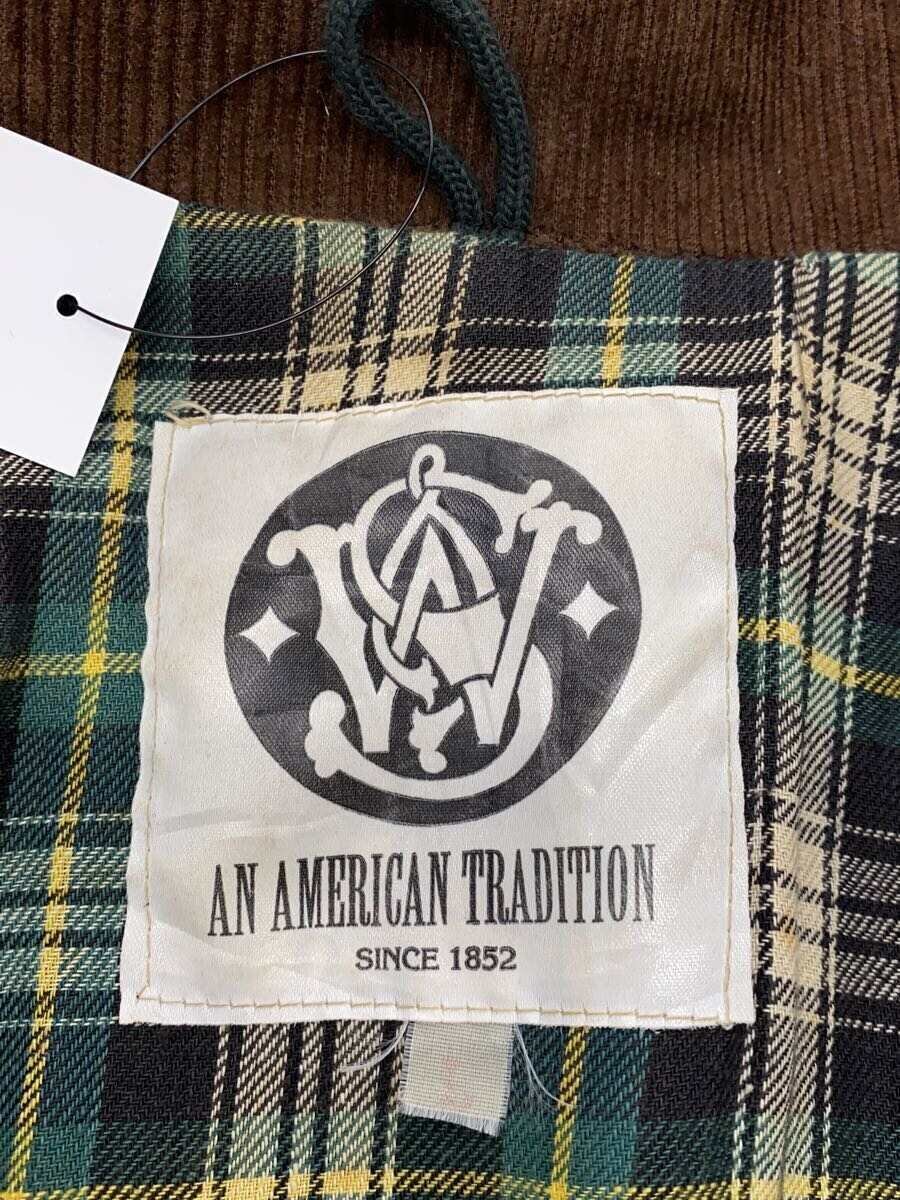 S&W
AN AMERICAN TRADITION
SINCE 1852